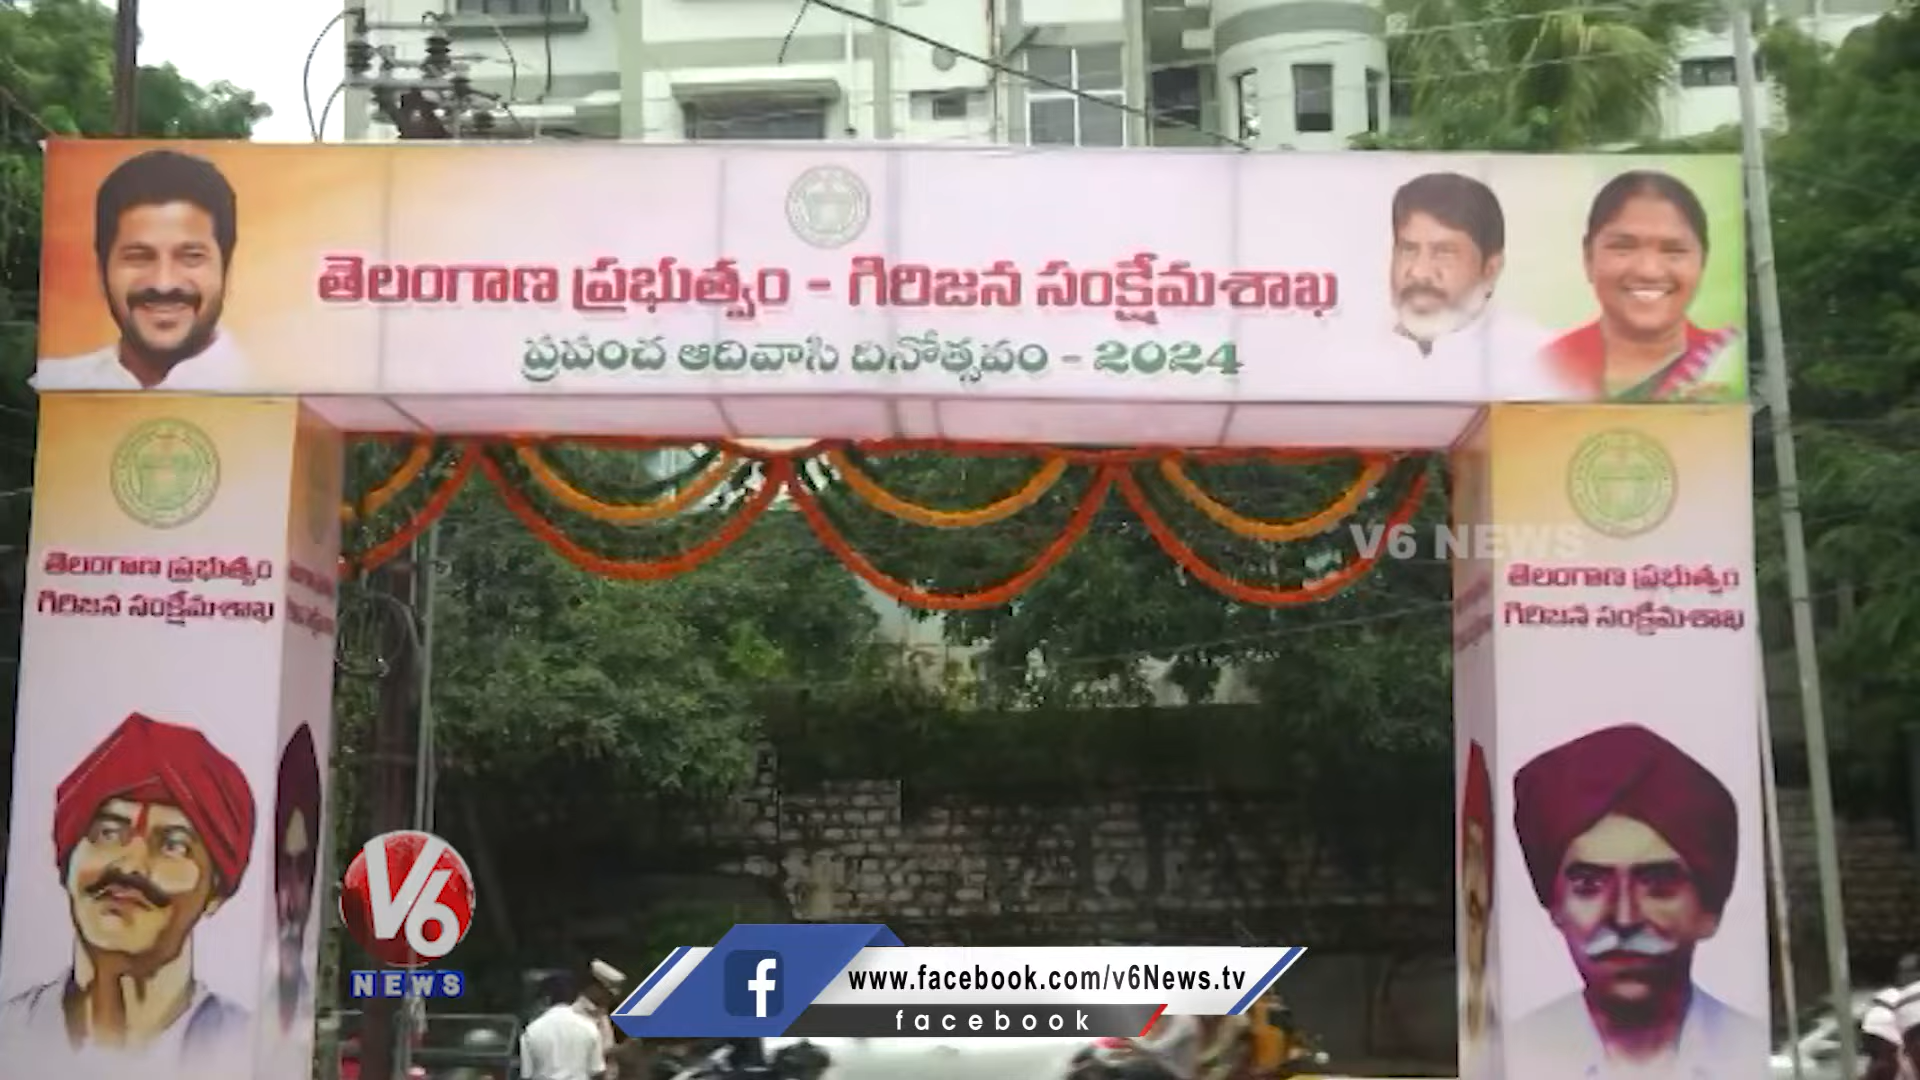 తెలంగాణ ప్రభుత్వం - గిరిజన సంక్షేమశాఖ
ప్రపంచ ఆదివాసీ దినోత్సవం - 2024
తెలంగాణ ప్రభుత్వం
గిరిజన సంక్షేమశాఖ
V6 NEWS
తెలంగాణ ప్రభుత్వం
గిరిజన సంక్షేమశాఖ
V6
NEWS
f
www.facebook.com/v6News.tv
facebook